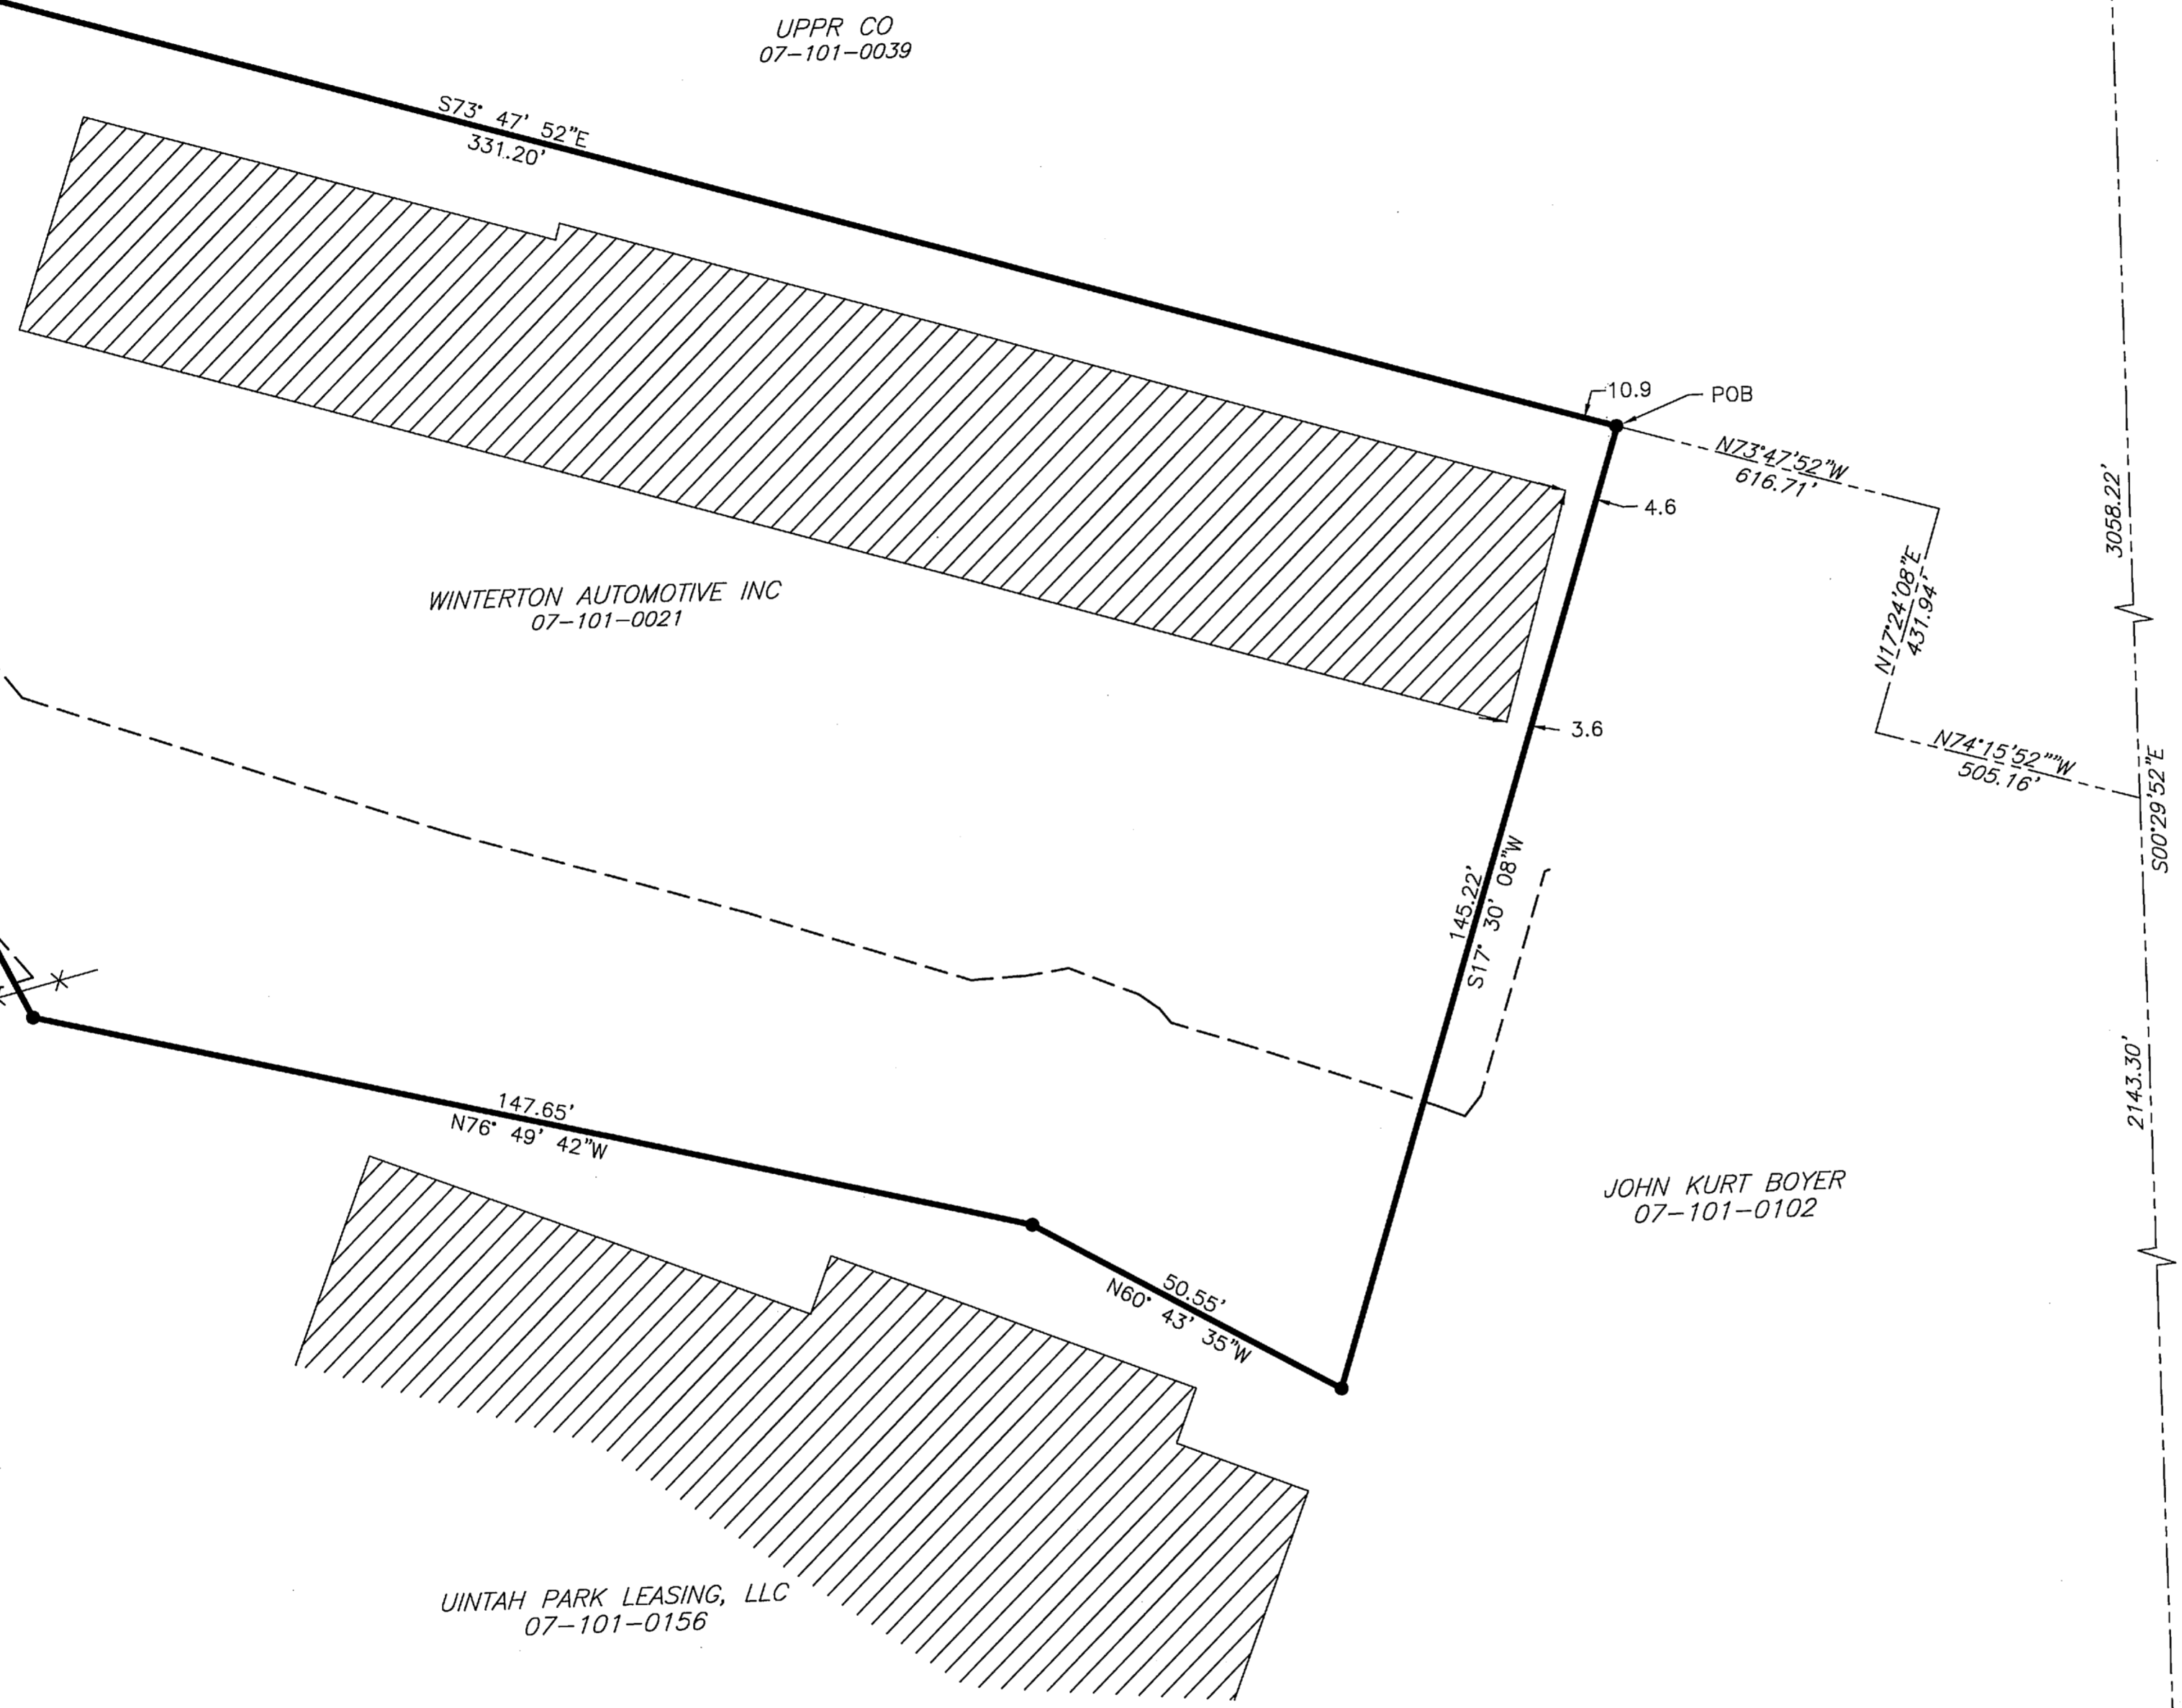 UPPR CO
07-101-0039
S73° 47' 52"E
331.20'
10.9
POB
N73°47'52"W
616.71'
4.6
3058.22'
N17°24'08"E
431.94'
WINTERTON AUTOMOTIVE INC
07-101-0021
3.6
N74°15'52""W
505.16'
S00°29'52"E
145.22'
S17° 30' 08"W
2143.30'
147.65'
N76° 49' 42"W
JOHN KURT BOYER
07-101-0102
50.55'
N60° 43' 35"W
UINTAH PARK LEASING, LLC
07-101-0156